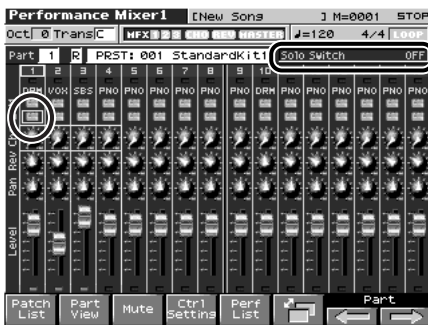 Performance Mixer1 [New Song ] M=0001 STOP
Oct 0 Trans C MFX 1 2 3 CHO REV MASTER ♩=120 4/4 LOOP
Part 1 R PRST: 001 StandardKit1 Solo Switch OFF
1 2 3 4 5 6 7 8 9 10
DRM VOX SBS PNO PNO PNO PNO PNO PNO DRM PNO PNO PNO PNO PNO PNO
Pan Rev Cho
Level
Patch List Part View Mute Ctrl Setting Perf List Part